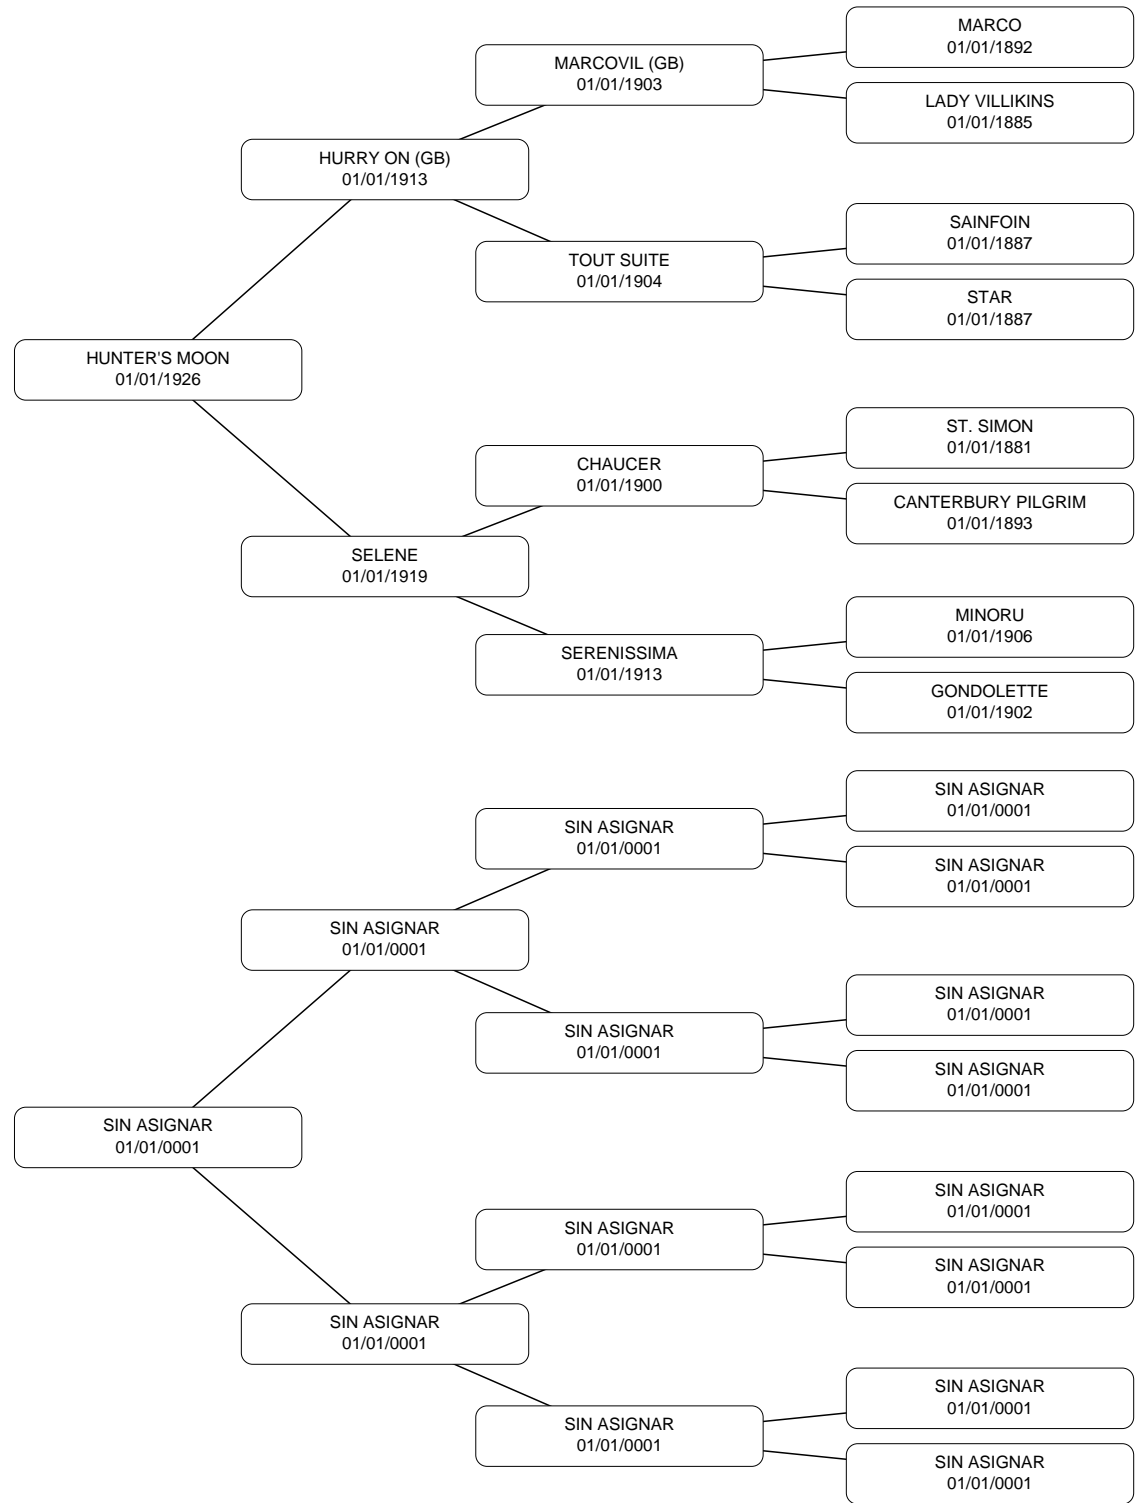 MARCO
01/01/1892
MARCOVIL (GB)
01/01/1903
LADY VILLIKINS
01/01/1885
HURRY ON (GB)
01/01/1913
SAINFOIN
01/01/1887
TOUT SUITE
01/01/1904
STAR
01/01/1887
HUNTER'S MOON
01/01/1926
ST. SIMON
01/01/1881
CHAUCER
01/01/1900
CANTERBURY PILGRIM
01/01/1893
SELENE
01/01/1919
MINORU
01/01/1906
SERENISSIMA
01/01/1913
GONDOLETTE
01/01/1902
SIN ASIGNAR
01/01/0001
SIN ASIGNAR
01/01/0001
SIN ASIGNAR
01/01/0001
SIN ASIGNAR
01/01/0001
SIN ASIGNAR
01/01/0001
SIN ASIGNAR
01/01/0001
SIN ASIGNAR
01/01/0001
SIN ASIGNAR
01/01/0001
SIN ASIGNAR
01/01/0001
SIN ASIGNAR
01/01/0001
SIN ASIGNAR
01/01/0001
SIN ASIGNAR
01/01/0001
SIN ASIGNAR
01/01/0001
SIN ASIGNAR
01/01/0001
SIN ASIGNAR
01/01/0001